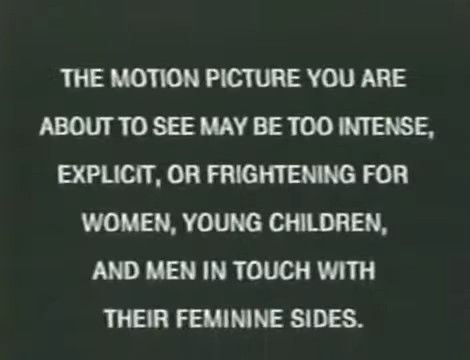 THE MOTION PICTURE YOU ARE
ABOUT TO SEE MAY BE TOO INTENSE,
EXPLICIT, OR FRIGHTENING FOR
WOMEN, YOUNG CHILDREN,
AND MEN IN TOUCH WITH
THEIR FEMININE SIDES.